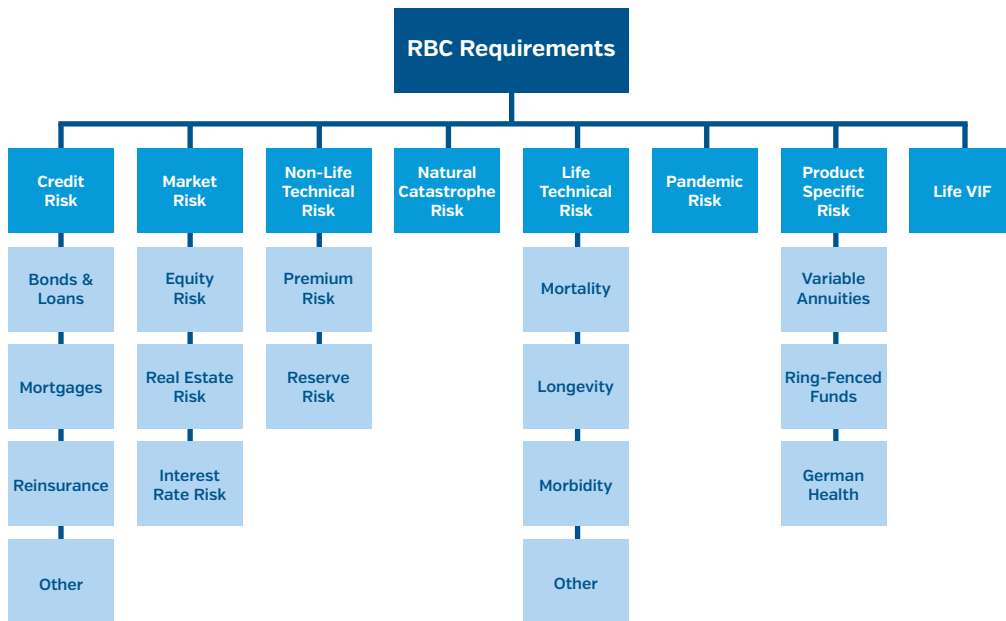 RBC Requirements
Credit
Risk
Market
Risk
Non-Life
Technical
Risk
Natural
Catastrophe
Risk
Life
Technical
Risk
Pandemic
Risk
Product
Specific
Risk
Life VIF
Bonds &
Loans
Equity
Risk
Premium
Risk
Mortality
Variable
Annuities
Mortgages
Real Estate
Risk
Reserve
Risk
Longevity
Ring-Fenced
Funds
Reinsurance
Interest
Rate Risk
Morbidity
German
Health
Other
Other